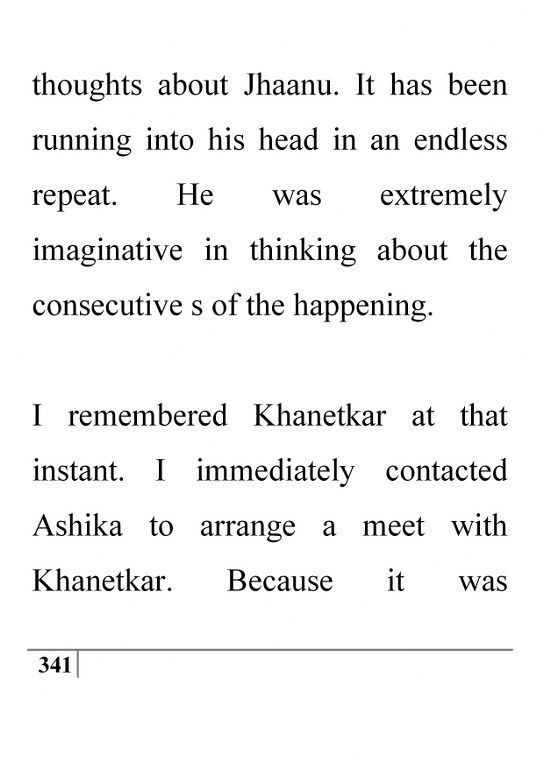 thoughts about Jhaanu. It has been
running into his head in an endless
repeat. He was extremely
imaginative in thinking about the
consecutive s of the happening.
I remembered Khanetkar at that
instant. I immediately contacted
Ashika to arrange a meet with
Khanetkar. Because it was
341